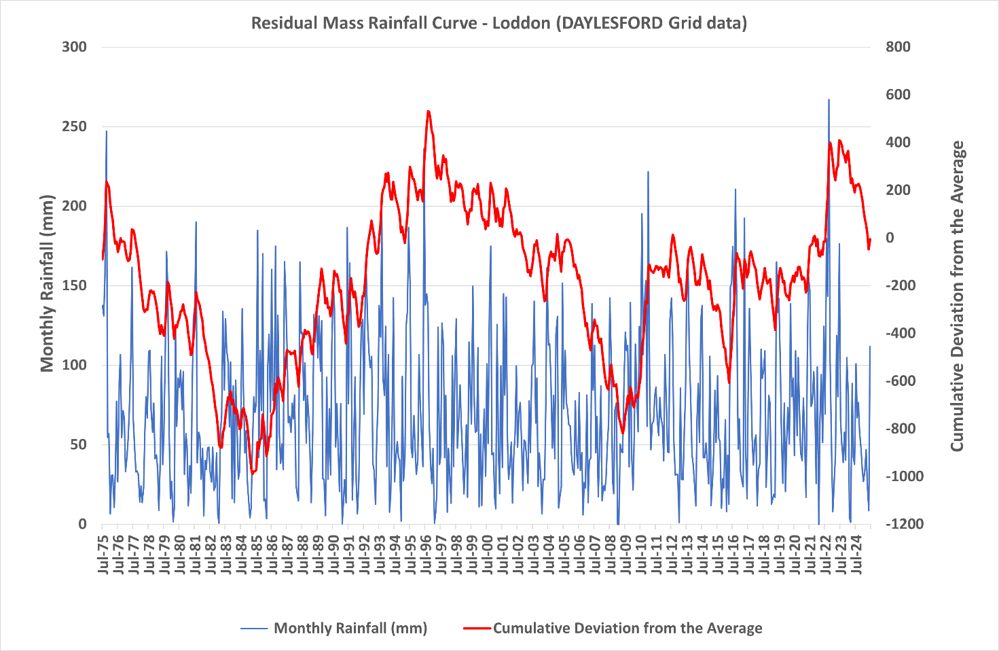 Residual Mass Rainfall Curve - Loddon (DAYLESFORD Grid data)
300
250
200
150
100
50
0
Monthly Rainfall (mm)
800
600
400
200
0
-200
-400
-600
-800
-1000
-1200
Cumulative Deviation from the Average
Jul-75
Jul-76
Jul-77
Jul-78
Jul-79
Jul-80
Jul-81
Jul-82
Jul-83
Jul-84
Jul-85
Jul-86
Jul-87
Jul-88
Jul-89
Jul-90
Jul-91
Jul-92
Jul-93
Jul-94
Jul-95
Jul-96
Jul-97
Jul-98
Jul-99
Jul-00
Jul-01
Jul-02
Jul-03
Jul-04
Jul-05
Jul-06
Jul-07
Jul-08
Jul-09
Jul-10
Jul-11
Jul-12
Jul-13
Jul-14
Jul-15
Jul-16
Jul-17
Jul-18
Jul-19
Jul-20
Jul-21
Jul-22
Jul-23
Jul-24
Monthly Rainfall (mm)
Cumulative Deviation from the Average